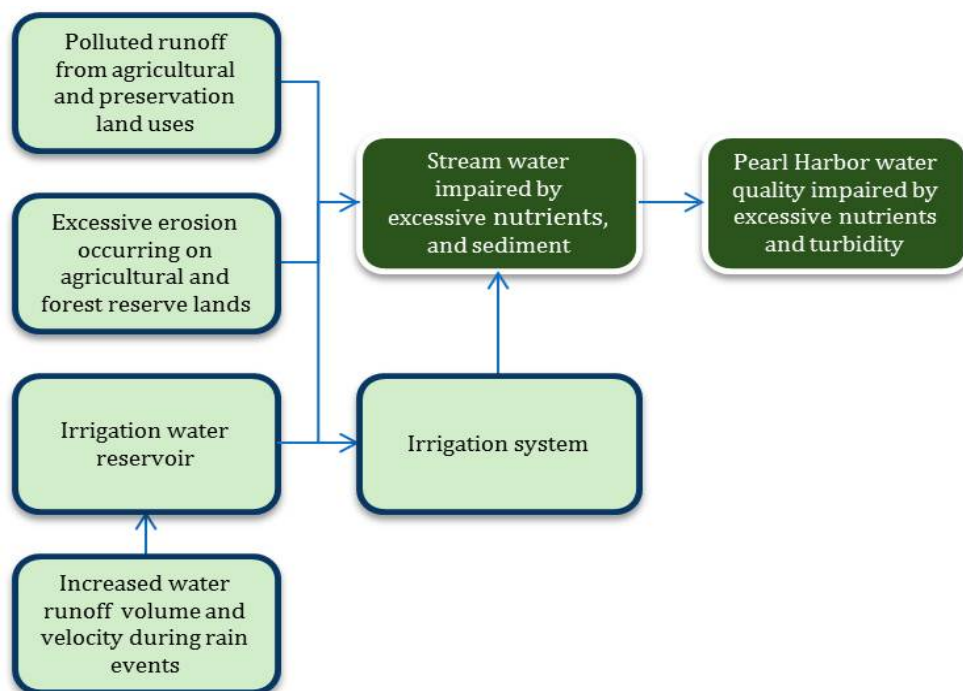 Polluted runoff
from agricultural
and preservation
land uses
Stream water
impaired by
excessive nutrients,
and sediment
Pearl Harbor water
quality impaired by
excessive nutrients
and turbidity
Excessive erosion
occurring on
agricultural and
forest reserve lands
Irrigation water
reservoir
Irrigation system
Increased water
runoff volume and
velocity during rain
events